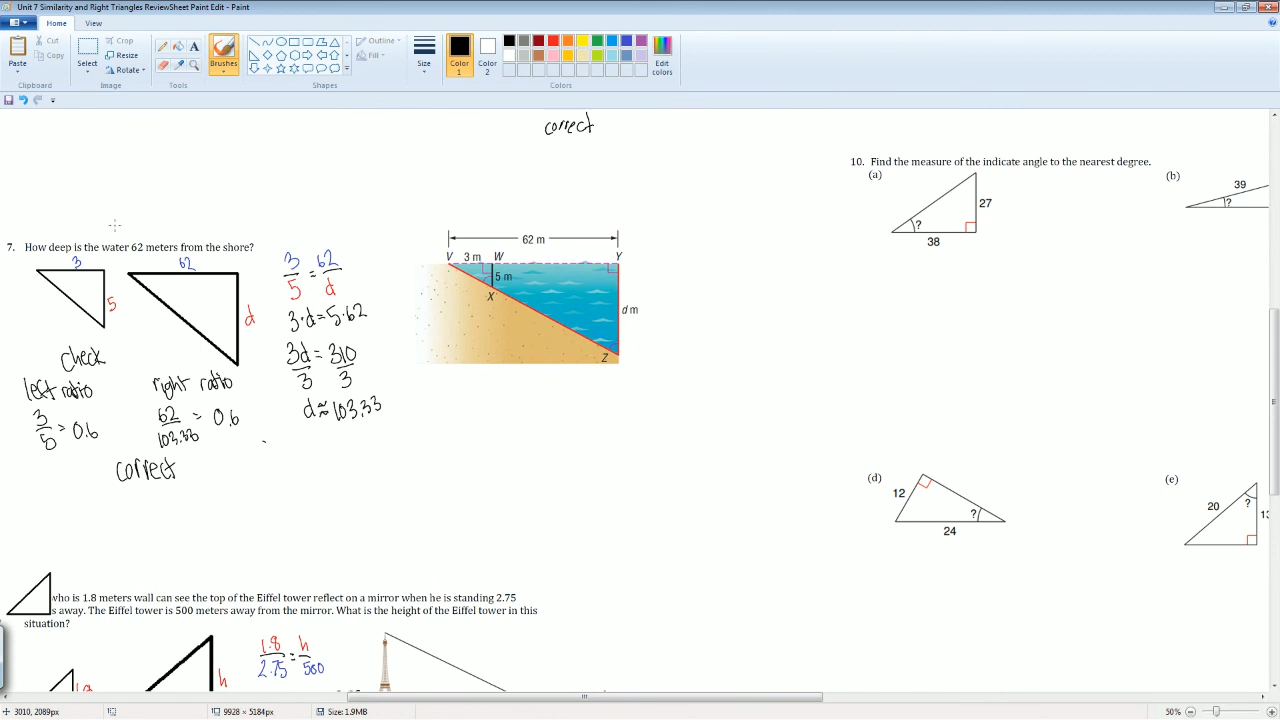 Unit 7 Similarity and Right Triangles ReviewSheet Paint Edit - Paint
Home View
Paste
Cut
Copy
Clipboard
Select
Crop
Resize
Rotate
Image
A
Tools
Brushes
Outline
Fill
Shapes
Size
Color 1
Color 2
Edit colors
Colors
correct
7. How deep is the water 62 meters from the shore?
3
5
62
d
3/5 = 62/d
3·d=5·62
3d/3 = 310/3
d≈103.33
check
left ratio
3/5 = 0.6
right ratio
62/103.33 = 0.6
correct
62 m
V 3 m W Y
5 m
X
d m
Z
10. Find the measure of the indicate angle to the nearest degree.
(a)
27
?
38
(b)
39
?
(d)
12
?
24
(e)
20
?
13
who is 1.8 meters wall can see the top of the Eiffel tower reflect on a mirror when he is standing 2.75
s away. The Eiffel tower is 500 meters away from the mirror. What is the height of the Eiffel tower in this
situation?
h
1.8/2.75 = h/500
3010, 2089px
9928 × 5184px
Size: 1.9MB
50%